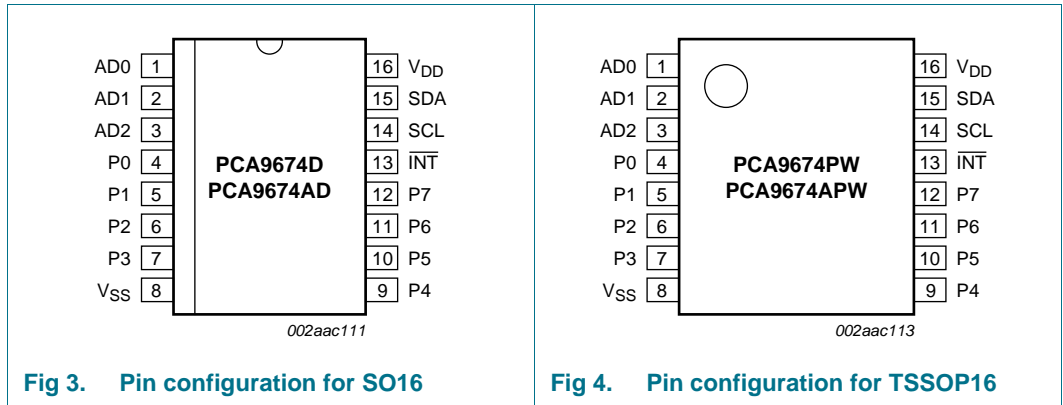 AD0 1
AD1 2
AD2 3
P0 4
P1 5
P2 6
P3 7
VSS 8
PCA9674D
PCA9674AD
16 VDD
15 SDA
14 SCL
13 INT
12 P7
11 P6
10 P5
9 P4
002aac111
Fig 3. Pin configuration for SO16
AD0 1
AD1 2
AD2 3
P0 4
P1 5
P2 6
P3 7
VSS 8
PCA9674PW
PCA9674APW
16 VDD
15 SDA
14 SCL
13 INT
12 P7
11 P6
10 P5
9 P4
002aac113
Fig 4. Pin configuration for TSSOP16